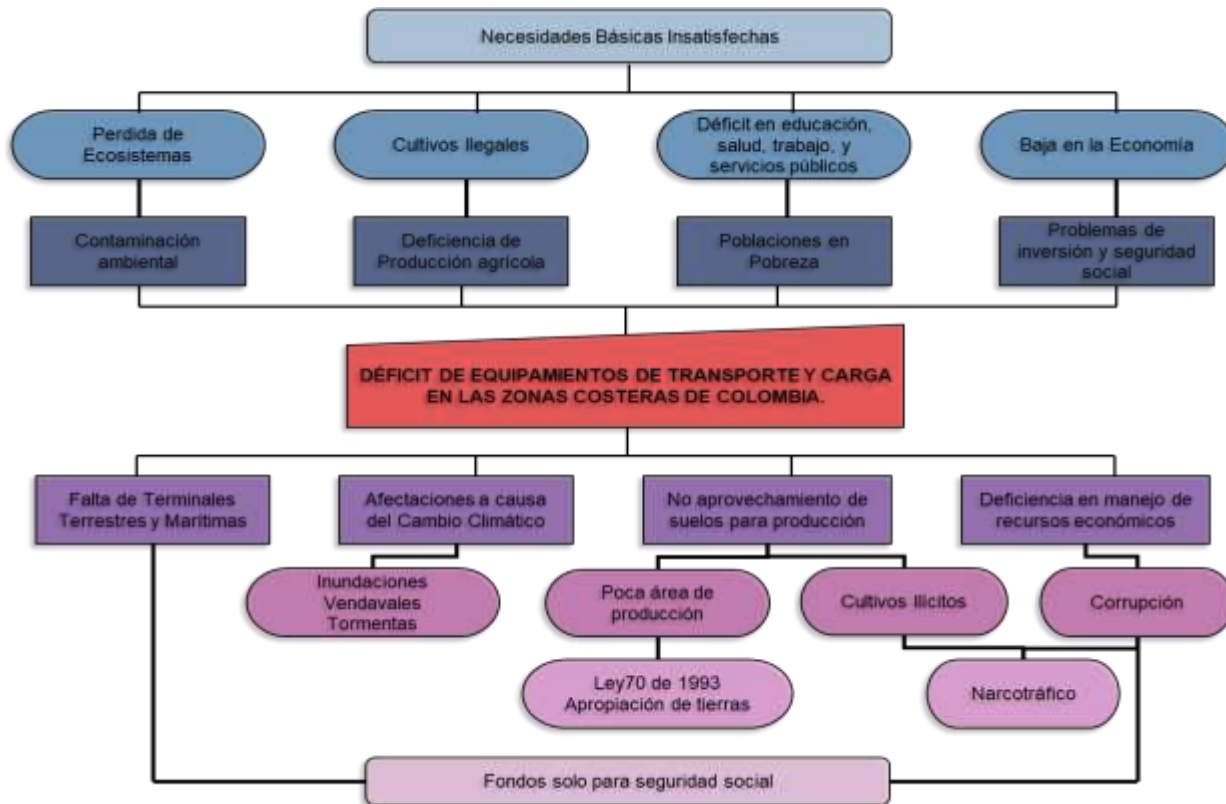 Necesidades Básicas Insatisfechas
Perdida de
Ecosistemas
Cultivos Ilegales
Déficit en educación,
salud, trabajo, y
servicios públicos
Baja en la Economía
Contaminación
ambiental
Deficiencia de
Producción agrícola
Poblaciones en
Pobreza
Problemas de
inversión y seguridad
social
DÉFICIT DE EQUIPAMIENTOS DE TRANSPORTE Y CARGA
EN LAS ZONAS COSTERAS DE COLOMBIA.
Falta de Terminales
Terrestres y Marítimas
Afectaciones a causa
del Cambio Climático
No aprovechamiento de
suelos para producción
Deficiencia en manejo de
recursos económicos
Inundaciones
Vendavales
Tormentas
Poca área de
producción
Cultivos Ilícitos
Corrupción
Ley70 de 1993
Apropiación de tierras
Narcotráfico
Fondos solo para seguridad social